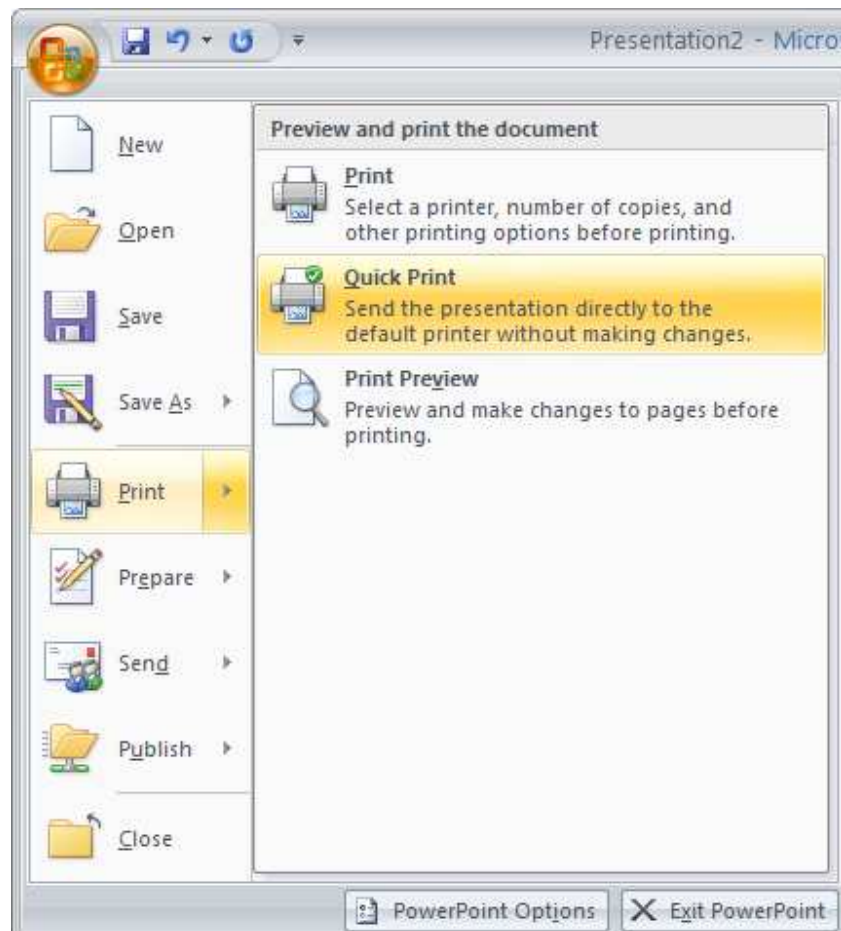 Presentation2 - Micro
New
Open
Save
Save As
Print
Prepare
Send
Publish
Close
Preview and print the document
Print
Select a printer, number of copies, and
other printing options before printing.
Quick Print
Send the presentation directly to the
default printer without making changes.
Print Preview
Preview and make changes to pages before
printing.
PowerPoint Options
Exit PowerPoint